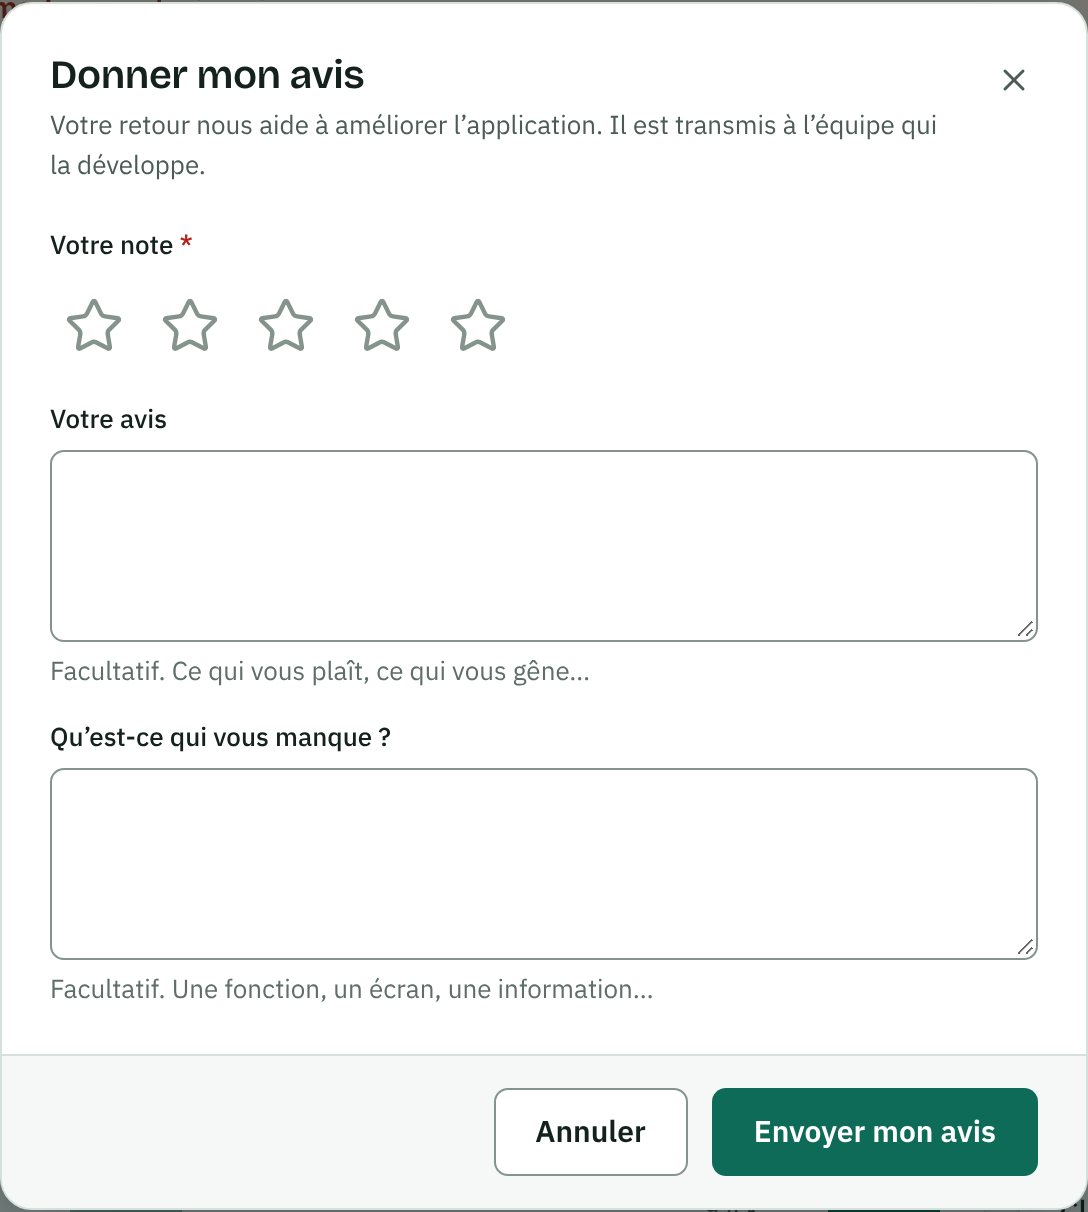 Donner mon avis
Votre retour nous aide à améliorer l’application. Il est transmis à l’équipe qui
la développe.
Votre note *
Votre avis
Facultatif. Ce qui vous plaît, ce qui vous gêne…
Qu’est-ce qui vous manque ?
Facultatif. Une fonction, un écran, une information…
Annuler
Envoyer mon avis